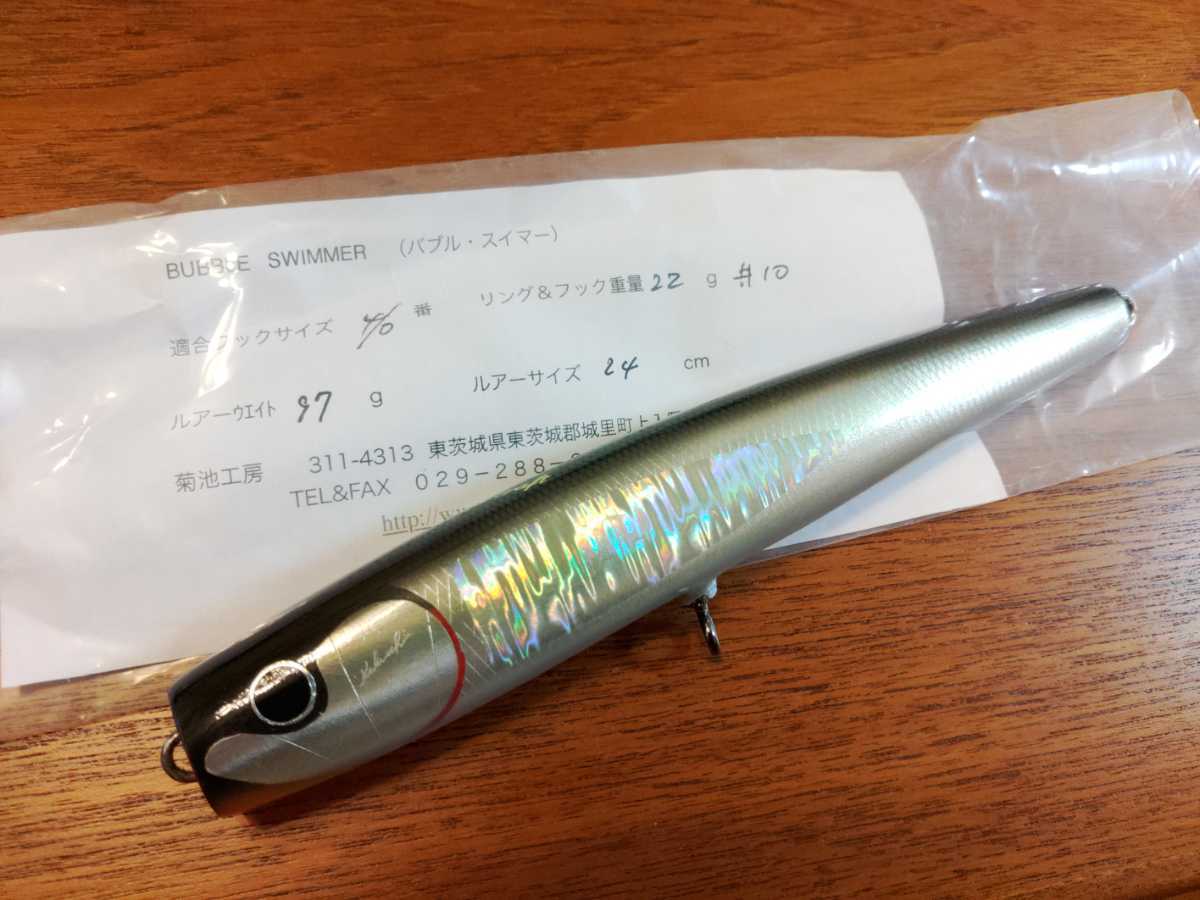 BUBBLE SWIMMER （バブル・スイマー）
適合フックサイズ 4/0 番 リング＆フック重量 22 g #10
ルアーウエイト 97 g ルアーサイズ 24 cm
菊池工房 311-4313 東茨城県東茨城郡城里町上
TEL&FAX ０２９－２８８－
http://w